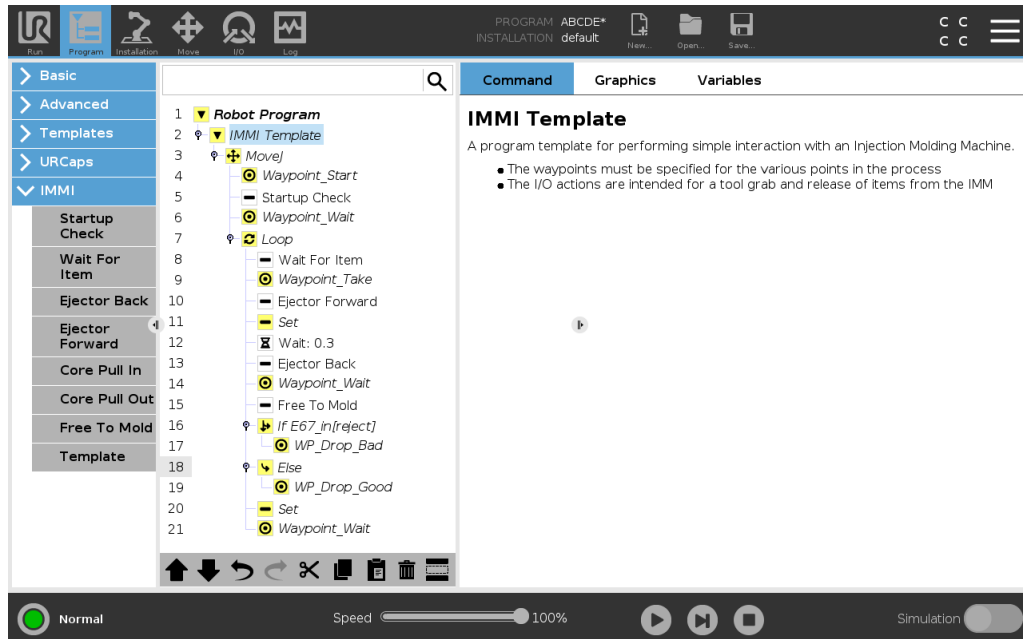 PROGRAM ABCDE*
INSTALLATION default
C C
C C
Run
Program
Installation
Move
I/O
Log
New...
Open...
Save...
Basic
Advanced
Templates
URCaps
IMMI
Startup
Check
Wait For
Item
Ejector Back
Ejector
Forward
Core Pull In
Core Pull Out
Free To Mold
Template
1 Robot Program
2 IMMI Template
3 MoveJ
4 Waypoint_Start
5 Startup Check
6 Waypoint_Wait
7 Loop
8 Wait For Item
9 Waypoint_Take
10 Ejector Forward
11 Set
12 Wait: 0.3
13 Ejector Back
14 Waypoint_Wait
15 Free To Mold
16 If E67_in[reject]
17 WP_Drop_Bad
18 Else
19 WP_Drop_Good
20 Set
21 Waypoint_Wait
Command Graphics Variables
IMMI Template
A program template for performing simple interaction with an Injection Molding Machine.
The waypoints must be specified for the various points in the process
The I/O actions are intended for a tool grab and release of items from the IMM
Normal
Speed 100%
Simulation